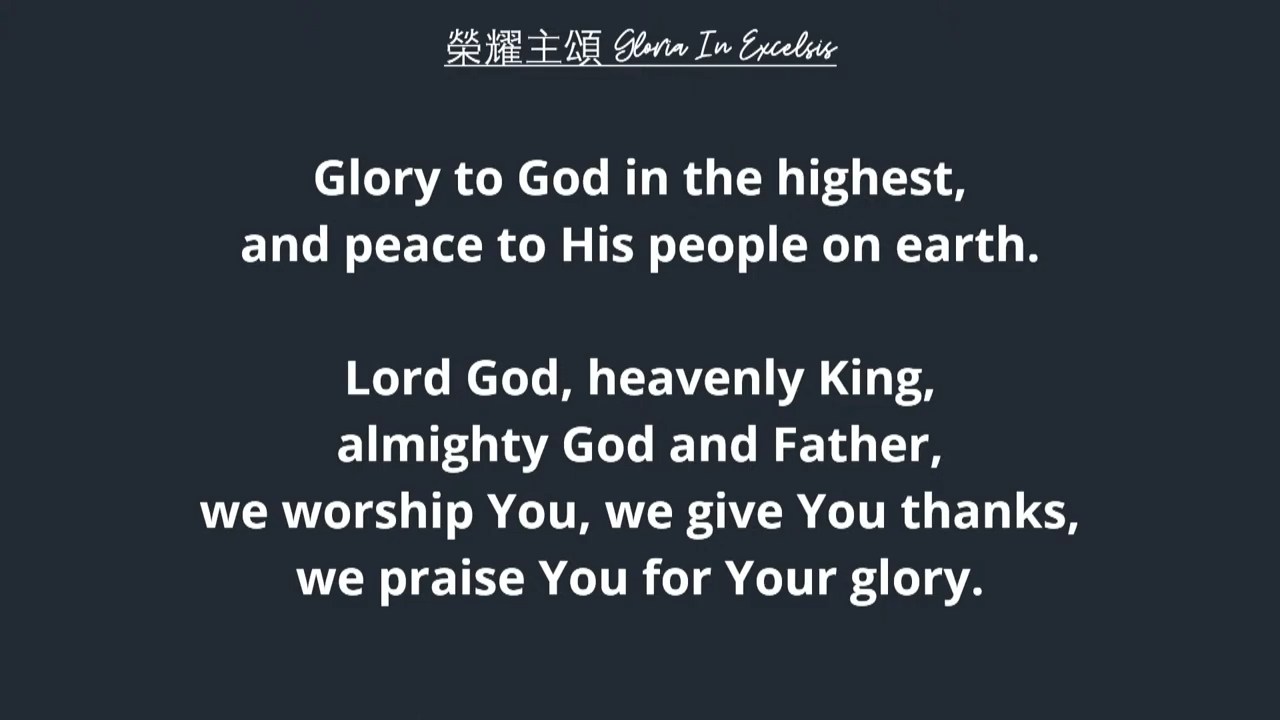 榮耀主頌 Gloria In Excelsis
Glory to God in the highest,
and peace to His people on earth.
Lord God, heavenly King,
almighty God and Father,
we worship You, we give You thanks,
we praise You for Your glory.